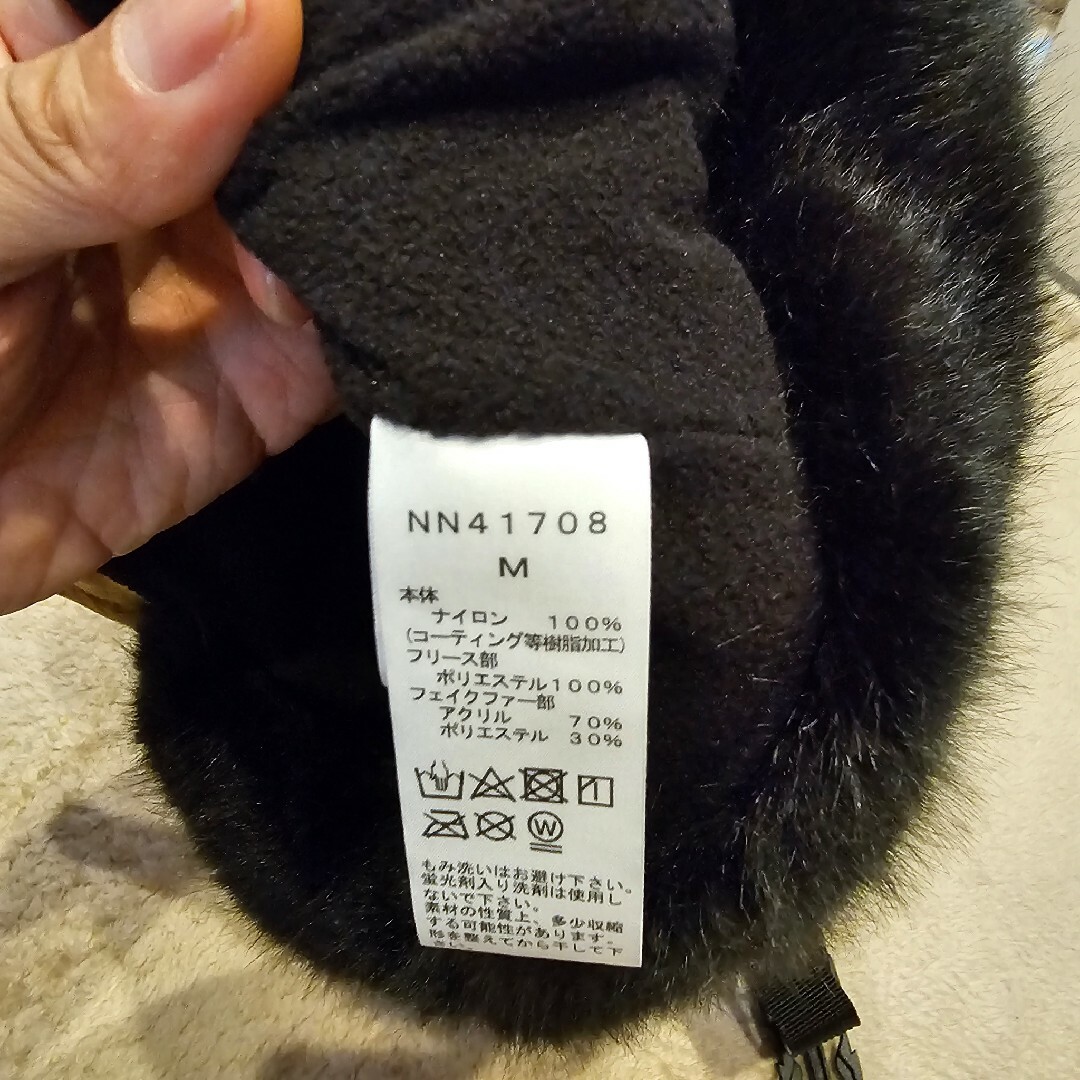 NN41708
M
本体
ナイロン 100%
(コーティング等樹脂加工)
フリース部
ポリエステル100%
フェイクファー部
アクリル 70%
ポリエステル 30%
W
もみ洗いはお避け下さい。
蛍光剤入り洗剤は使用し
ないで下さい。
素材の性質上、多少収縮
する可能性があります。
形を整えてから干して下
さい。